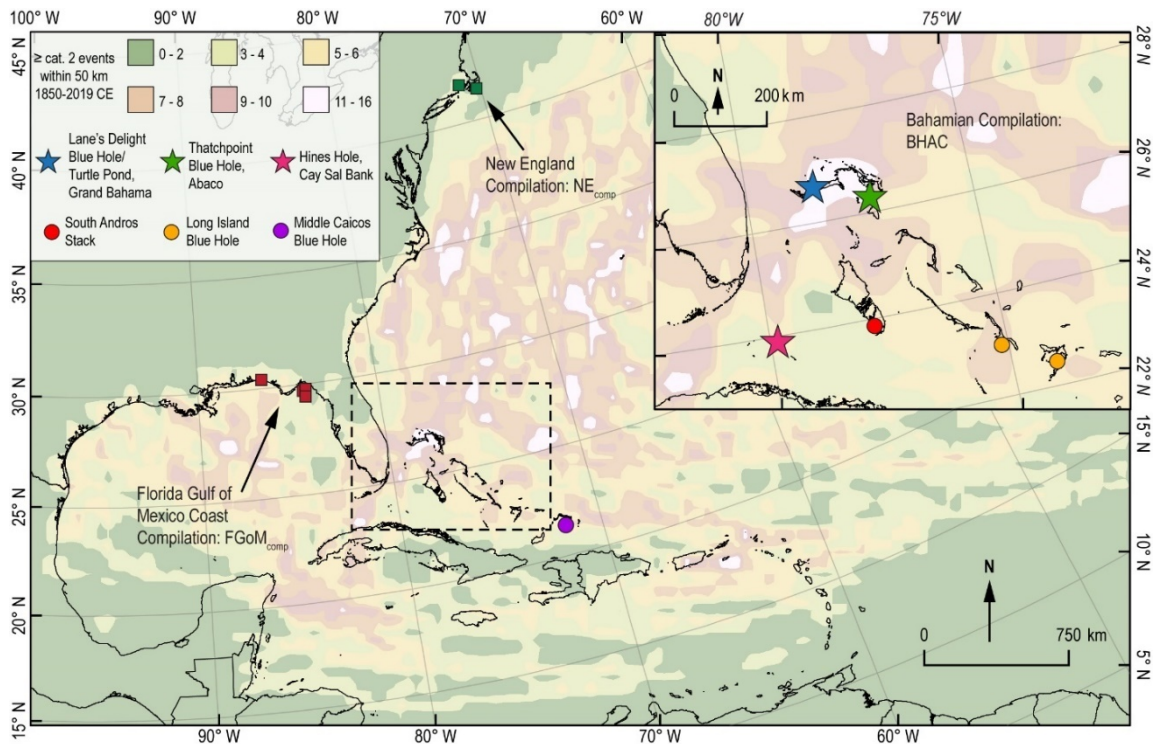 100° W
90° W
80° W
70° W
60° W
80° W
75° W
45° N
40° N
35° N
30° N
25° N
20° N
15° N
≥ cat. 2 events
within 50 km
1850-2019 CE
0 - 2
3 - 4
5 - 6
7 - 8
9 - 10
11 - 16
Lane's Delight
Blue Hole/
Turtle Pond,
Grand Bahama
Thatchpoint
Blue Hole,
Abaco
Hines Hole,
Cay Sal Bank
South Andros
Stack
Long Island
Blue Hole
Middle Caicos
Blue Hole
New England
Compilation: NEcomp
N
0
200 km
Bahamian Compilation:
BHAC
28° N
26° N
24° N
22° N
15° N
10° N
5° N
Florida Gulf of
Mexico Coast
Compilation: FGoMcomp
N
0
750 km
90° W
80° W
70° W
60° W